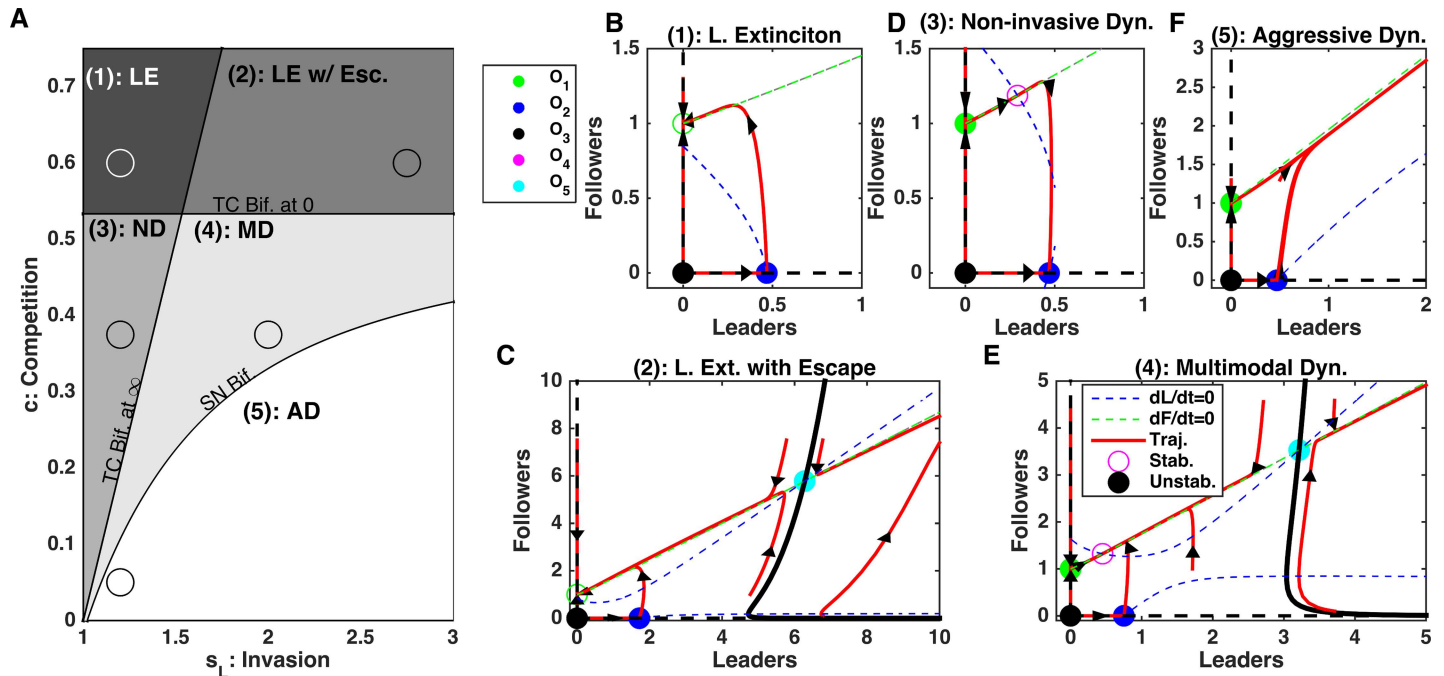 A
0.7
0.6
0.5
0.4
0.3
0.2
0.1
0
c: Competition
(1): LE
(2): LE w/ Esc.
TC Bif. at 0
(3): ND
(4): MD
TC Bif. at ∞
SN Bif.
(5): AD
1
1.5
2
2.5
3
s_L: Invasion
O_1
O_2
O_3
O_4
O_5
B
(1): L. Extinciton
1.5
1
0.5
0
Followers
0
0.5
1
Leaders
D
(3): Non-invasive Dyn.
1.5
1
0.5
0
Followers
0
0.5
1
Leaders
F
(5): Aggressive Dyn.
3
2.5
2
1.5
1
0.5
0
Followers
0
1
2
Leaders
C
(2): L. Ext. with Escape
10
8
6
4
2
0
Followers
0
2
4
6
8
10
Leaders
E
(4): Multimodal Dyn.
5
4
3
2
1
0
Followers
dL/dt=0
dF/dt=0
Traj.
Stab.
Unstab.
0
1
2
3
4
5
Leaders